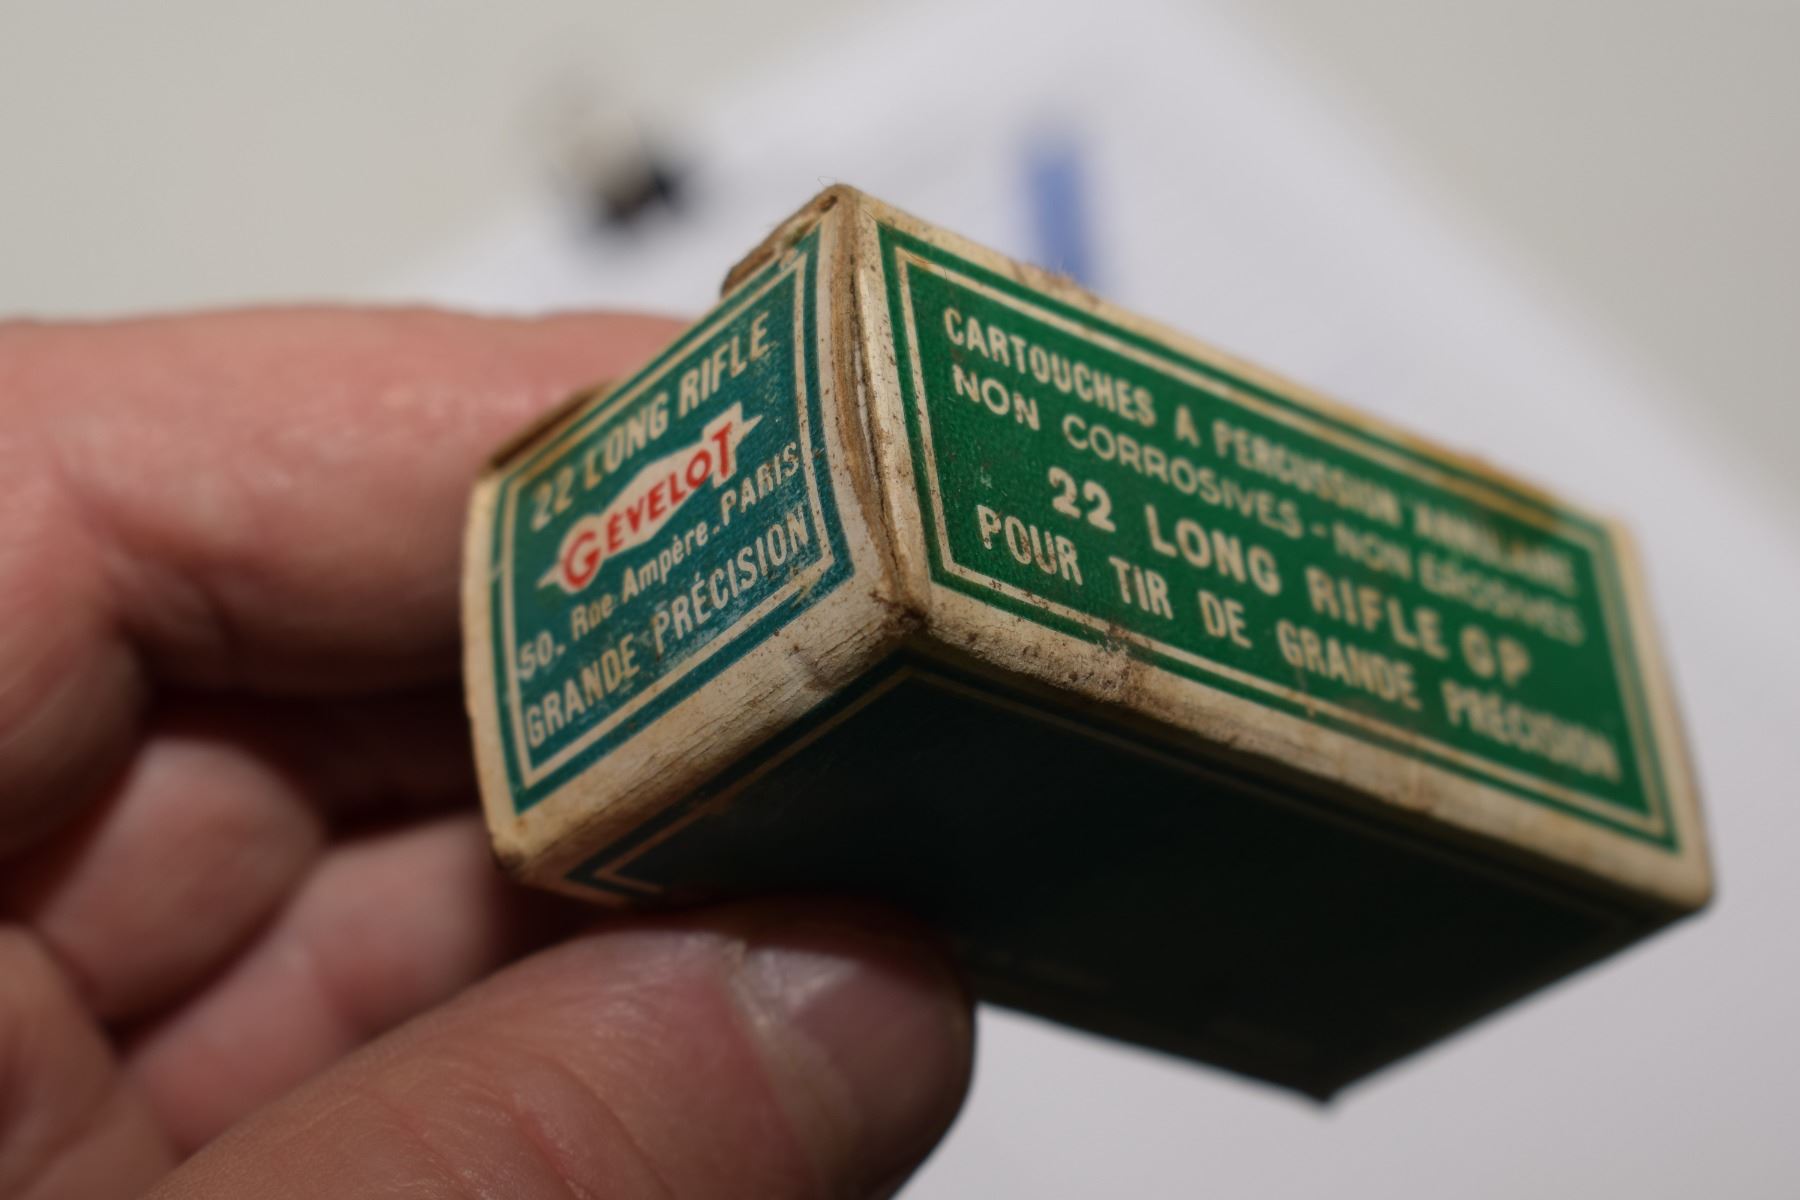 22 LONG RIFLE
GÉVELOT
50. Rue Ampère. PARIS
GRANDE PRÉCISION
CARTOUCHES A PERCUSSION ANNULAIRE
NON CORROSIVES - NON ÉROSIVES
22 LONG RIFLE GP
POUR TIR DE GRANDE PRÉCISION